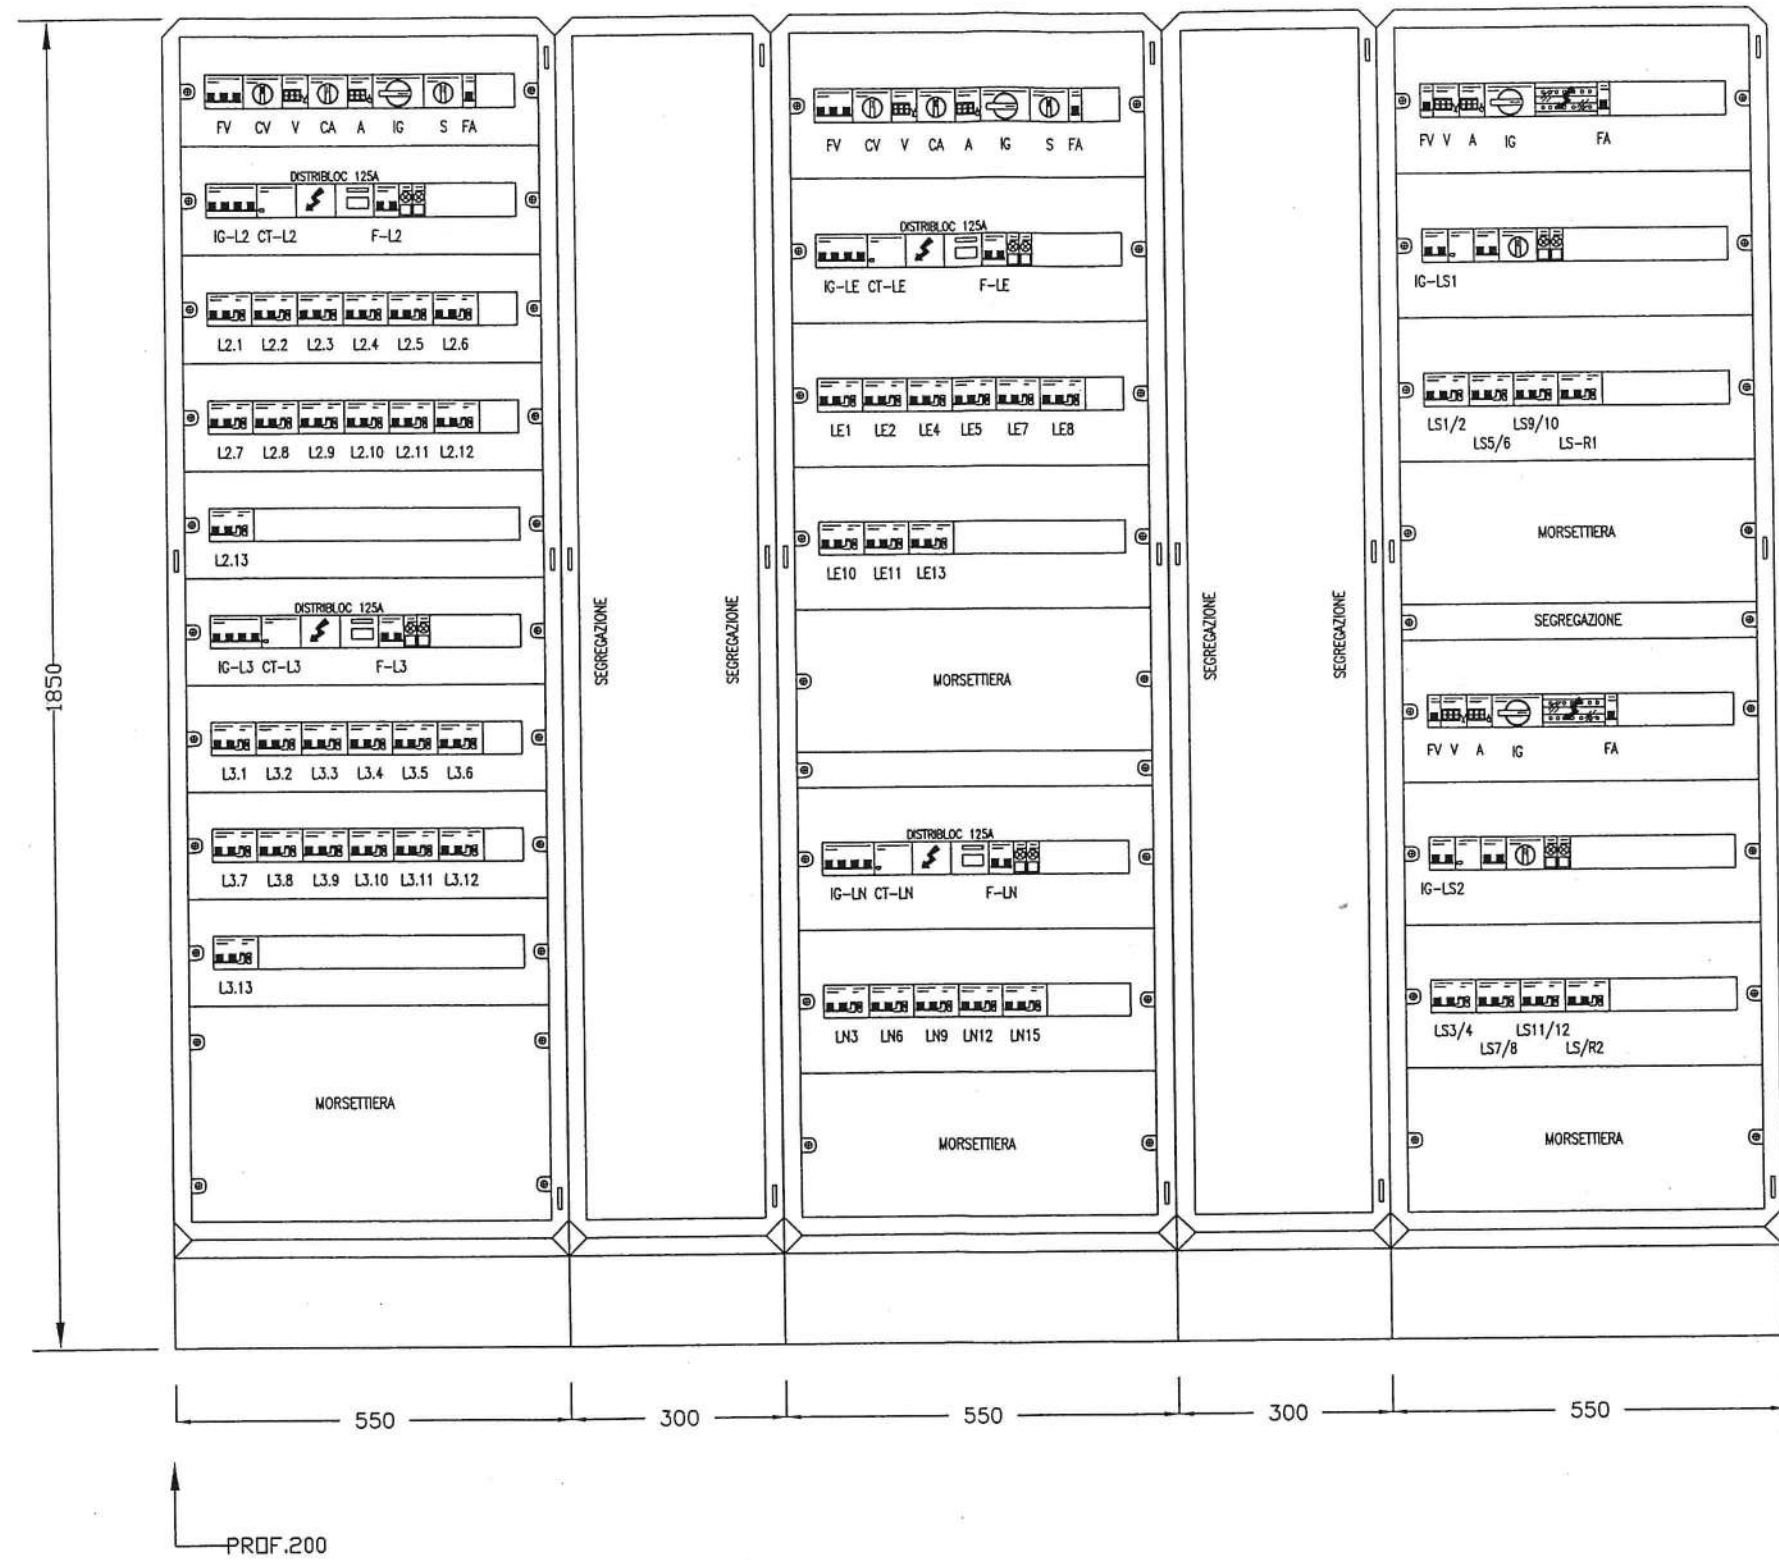 FV CV V CA A IG S FA
DISTRIBLOC 125A
IG-L2 CT-L2 F-L2
L2.1 L2.2 L2.3 L2.4 L2.5 L2.6
L2.7 L2.8 L2.9 L2.10 L2.11 L2.12
L2.13
DISTRIBLOC 125A
IG-L3 CT-L3 F-L3
L3.1 L3.2 L3.3 L3.4 L3.5 L3.6
L3.7 L3.8 L3.9 L3.10 L3.11 L3.12
L3.13
MORSETTIERA
SEGREGAZIONE
SEGREGAZIONE
FV CV V CA A IG S FA
DISTRIBLOC 125A
IG-LE CT-LE F-LE
LE1 LE2 LE4 LE5 LE7 LE8
LE10 LE11 LE13
MORSETTIERA
DISTRIBLOC 125A
IG-LN CT-LN F-LN
LN3 LN6 LN9 LN12 LN15
MORSETTIERA
SEGREGAZIONE
SEGREGAZIONE
FV V A IG FA
IG-LS1
LS1/2 LS9/10
LS5/6 LS-R1
MORSETTIERA
SEGREGAZIONE
FV V A IG FA
IG-LS2
LS3/4 LS11/12
LS7/8 LS/R2
MORSETTIERA
1850
550 300 550 300 550
PROF.200